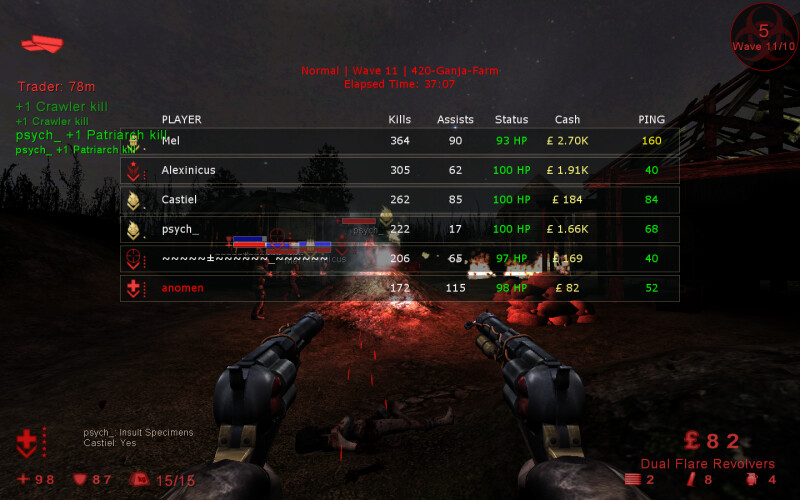 5
Wave 11/10
Normal | Wave 11 | 420-Ganja-Farm
Elapsed Time: 37:07
Trader: 78m
+1 Crawler kill
+1 Crawler kill
psych_ +1 Patriarch kill
psych_ +1 Patriarch kill
PLAYER Kills Assists Status Cash PING
Mel 364 90 93 HP £ 2.70K 160
Alexinicus 305 62 100 HP £ 1.91K 40
Castiel 262 85 100 HP £ 184 84
psych_ 222 17 100 HP £ 1.66K 68
psych_
~~~~~±~~~~~~_~~~~~~ 206 65 97 HP £ 169 40
anomen 172 115 98 HP £ 82 52
psych_: Insult Specimens
Castiel: Yes
£82
Dual Flare Revolvers
98 87 15/15 2 8 4